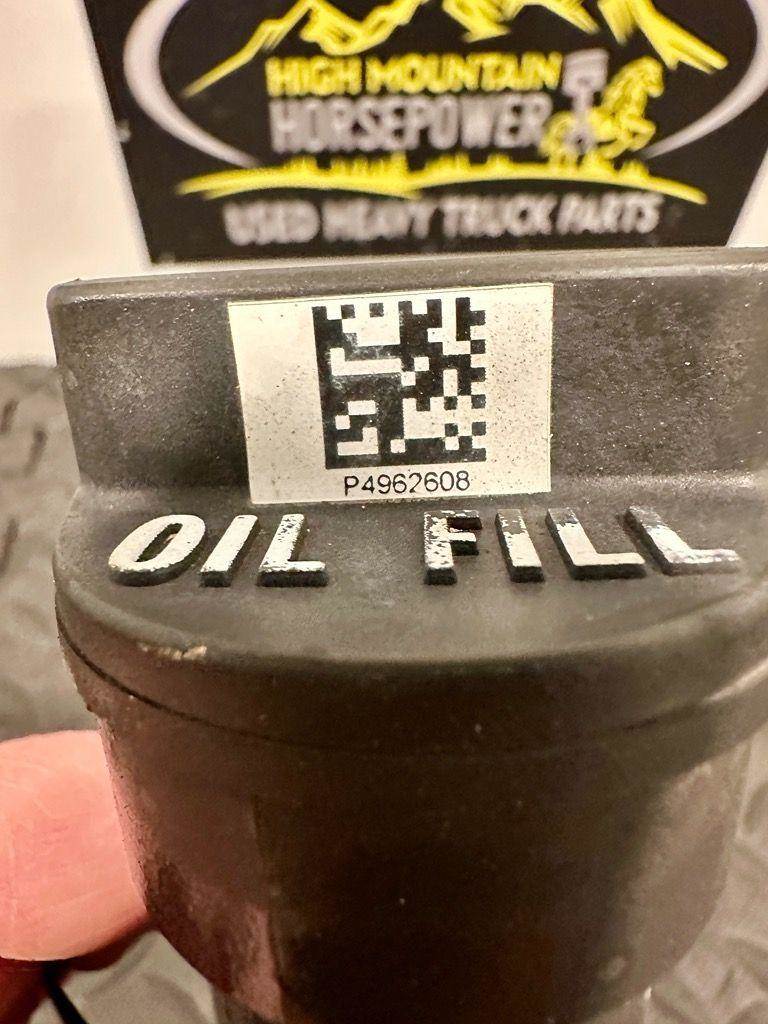 HIGH MOUNTAIN
HORSEPOWER
USED HEAVY TRUCK PARTS
P4962608
OIL FILL